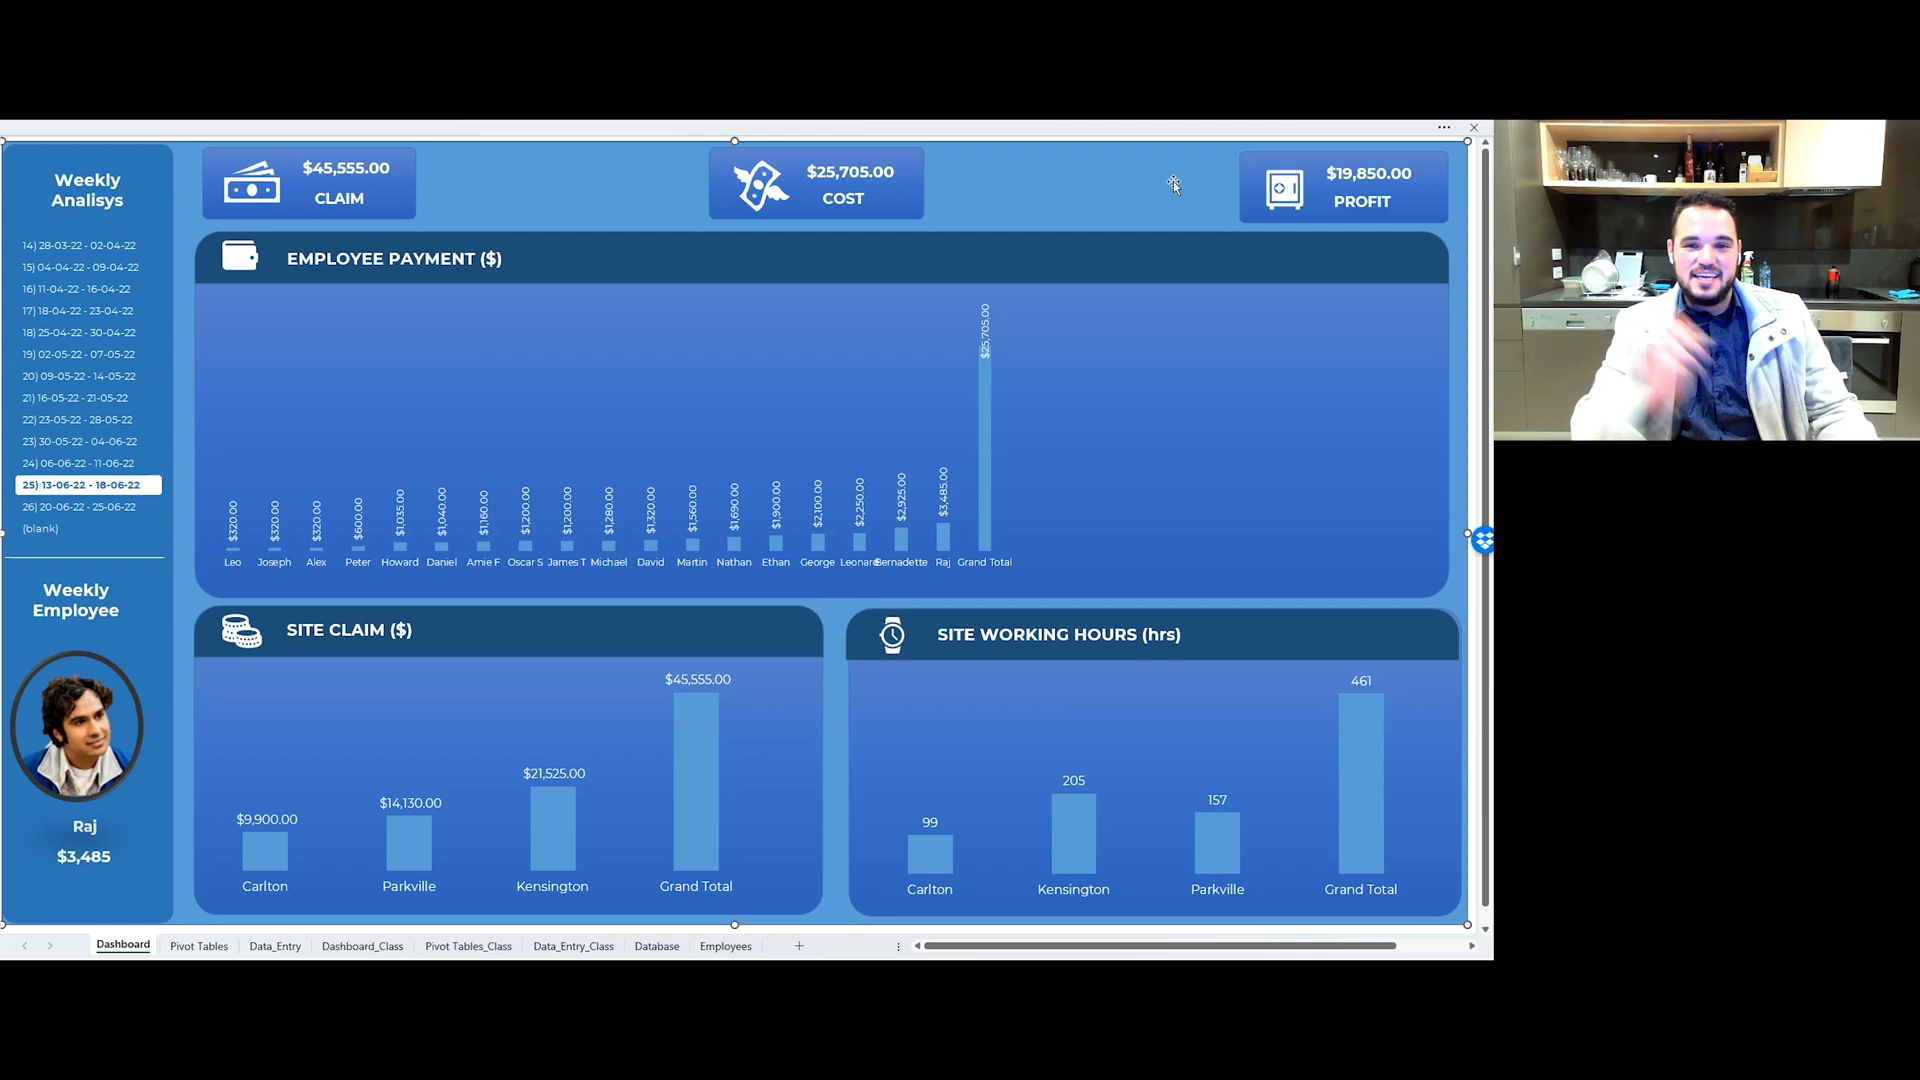 Weekly
Analisys
14) 28-03-22 - 02-04-22
15) 04-04-22 - 09-04-22
16) 11-04-22 - 16-04-22
17) 18-04-22 - 23-04-22
18) 25-04-22 - 30-04-22
19) 02-05-22 - 07-05-22
20) 09-05-22 - 14-05-22
21) 16-05-22 - 21-05-22
22) 23-05-22 - 28-05-22
23) 30-05-22 - 04-06-22
24) 06-06-22 - 11-06-22
25) 13-06-22 - 18-06-22
26) 20-06-22 - 25-06-22
(blank)
Weekly
Employee
Raj
$3,485
$45,555.00
CLAIM
$25,705.00
COST
$19,850.00
PROFIT
EMPLOYEE PAYMENT ($)
$320.00 $320.00 $320.00 $600.00 $1,035.00 $1,040.00 $1,160.00 $1,200.00 $1,200.00 $1,280.00 $1,320.00 $1,560.00 $1,690.00 $1,900.00 $2,100.00 $2,250.00 $2,925.00 $3,485.00 $25,705.00
Leo Joseph Alex Peter Howard Daniel Amie F Oscar S James T Michael David Martin Nathan Ethan George Leonard Bernadette Raj Grand Total
SITE CLAIM ($)
$9,900.00 $14,130.00 $21,525.00 $45,555.00
Carlton Parkville Kensington Grand Total
SITE WORKING HOURS (hrs)
99 205 157 461
Carlton Kensington Parkville Grand Total
Dashboard Pivot Tables Data_Entry Dashboard_Class Pivot Tables_Class Data_Entry_Class Database Employees